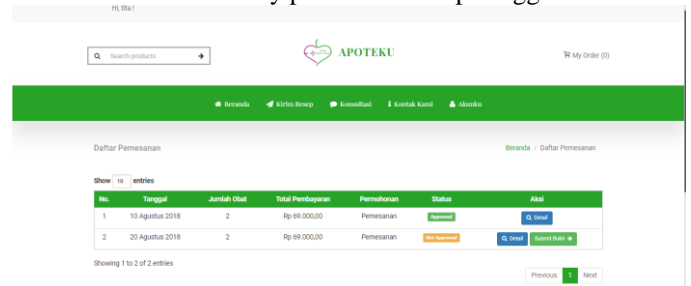 Hi, tita !
Search products
APOTEKU
My Order (0)
Beranda Kirim Resep Konsultasi Kontak Kami Akunku
Daftar Pemesanan
Beranda / Daftar Pemesanan
Show 10 entries
No. Tanggal Jumlah Obat Total Pembayaran Permohonan Status Aksi
1 10 Agustus 2018 2 Rp 69.000,00 Pemesanan Approved Detail
2 20 Agustus 2018 2 Rp 69.000,00 Pemesanan Not Approved Detail Submit Bukti
Showing 1 to 2 of 2 entries
Previous 1 Next